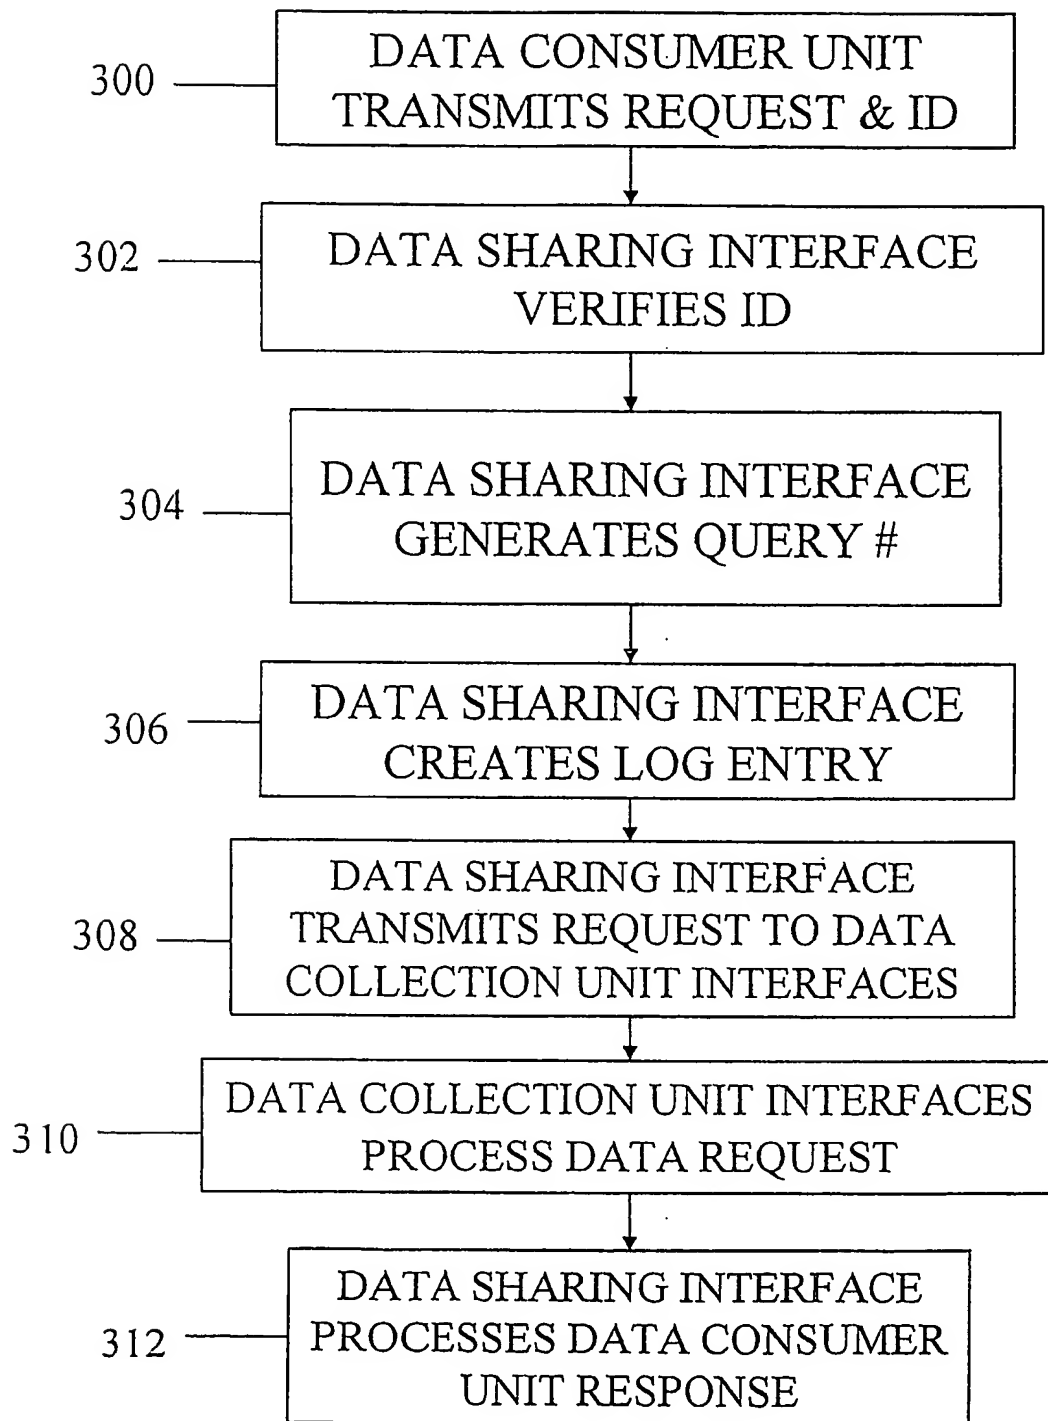 300
DATA CONSUMER UNIT
TRANSMITS REQUEST & ID
302
DATA SHARING INTERFACE
VERIFIES ID
304
DATA SHARING INTERFACE
GENERATES QUERY #
306
DATA SHARING INTERFACE
CREATES LOG ENTRY
308
DATA SHARING INTERFACE
TRANSMITS REQUEST TO DATA
COLLECTION UNIT INTERFACES
310
DATA COLLECTION UNIT INTERFACES
PROCESS DATA REQUEST
312
DATA SHARING INTERFACE
PROCESSES DATA CONSUMER
UNIT RESPONSE